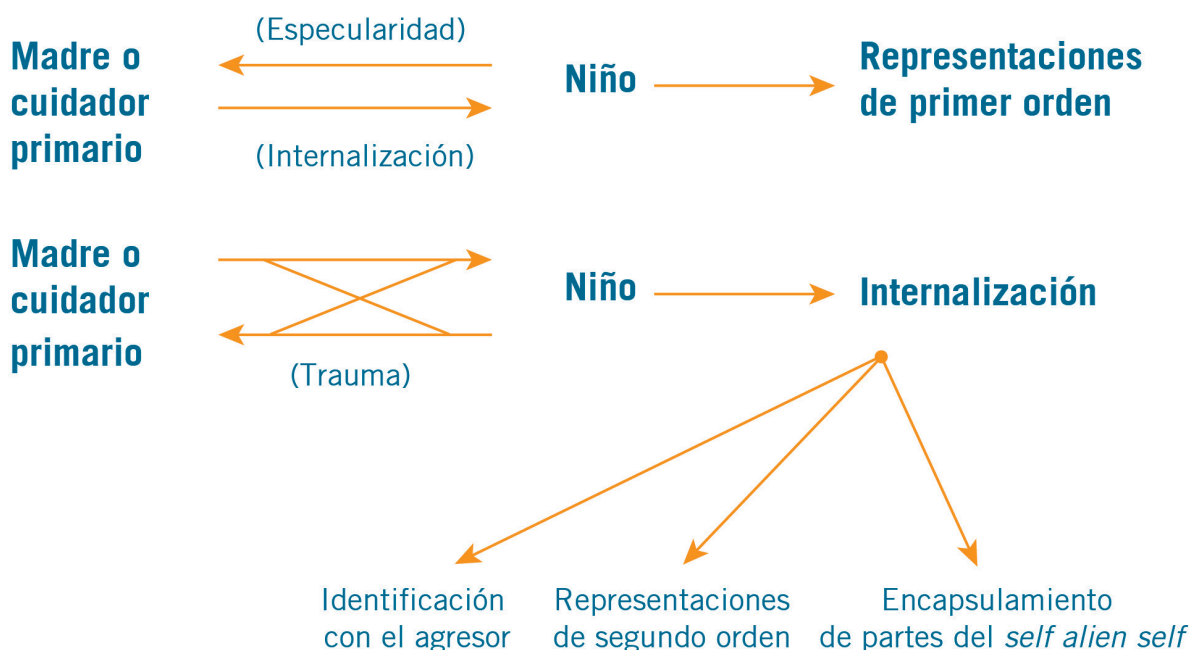 (Especularidad)
Madre o
cuidador
primario
Niño
Representaciones
de primer orden
(Internalización)
Madre o
cuidador
primario
Niño
Internalización
(Trauma)
Identificación
con el agresor
Representaciones
de segundo orden
Encapsulamiento
de partes del self alien self